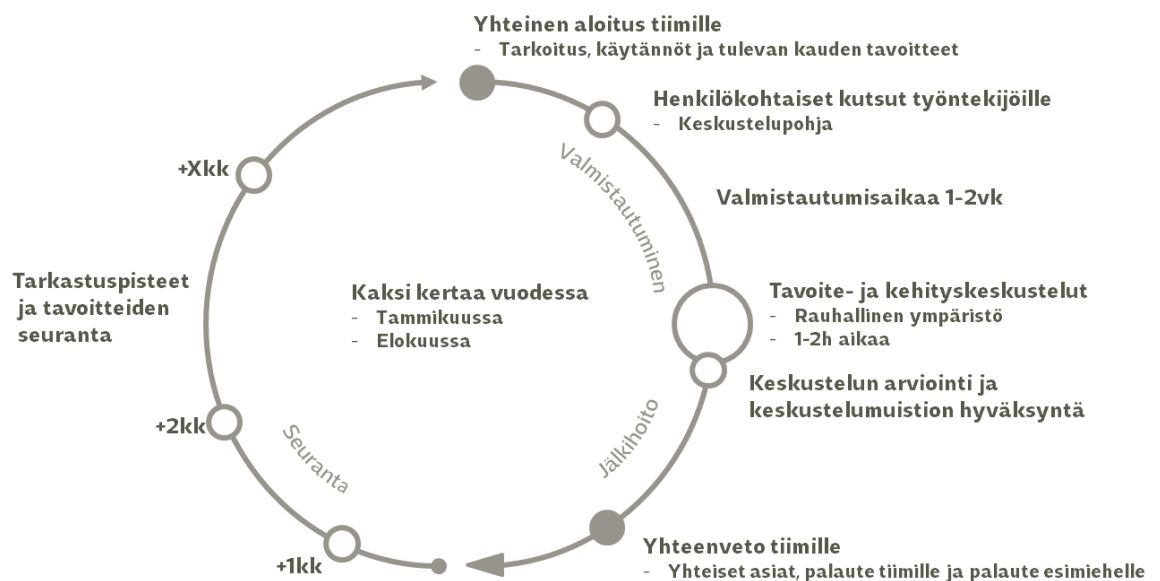 Yhteinen aloitus tiimille
- Tarkoitus, käytännöt ja tulevan kauden tavoitteet
Henkilökohtaiset kutsut työntekijöille
- Keskustelupohja
Valmistautuminen
Valmistautumisaikaa 1-2vk
Tavoite- ja kehityskeskustelut
- Rauhallinen ympäristö
- 1-2h aikaa
Keskustelun arviointi ja
keskustelumuistion hyväksyntä
Jälkihoito
Yhteenveto tiimille
- Yhteiset asiat, palaute tiimille ja palaute esimiehelle
Seuranta
+1kk
+2kk
Tarkastuspisteet
ja tavoitteiden
seuranta
+Xkk
Kaksi kertaa vuodessa
- Tammikuussa
- Elokuussa